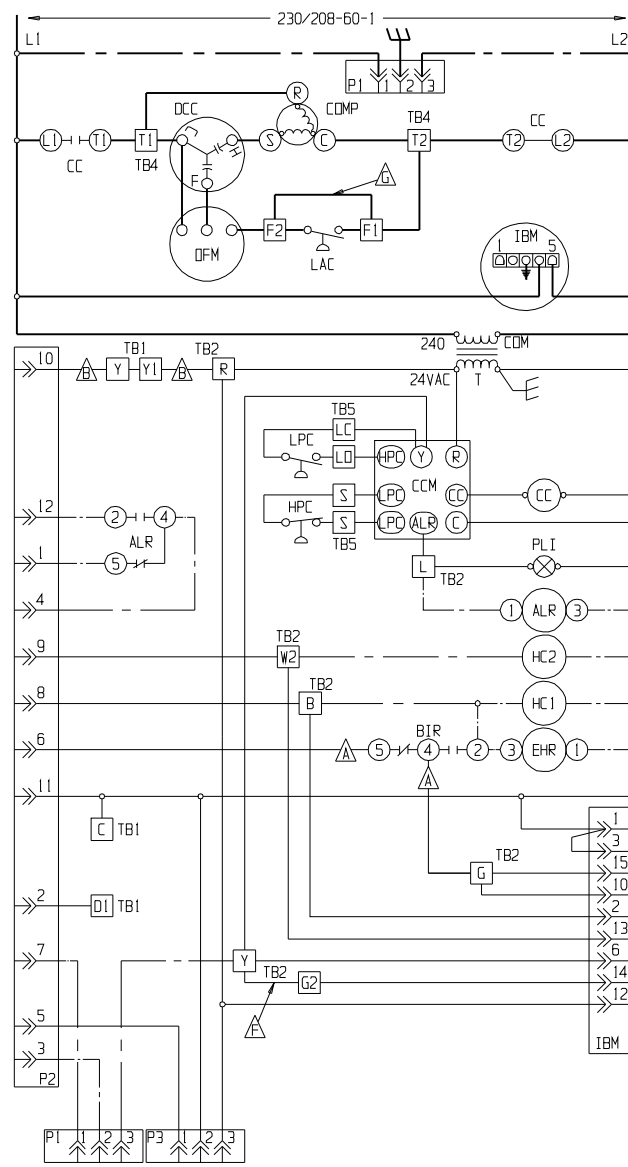 230/208-60-1
L1 L2
P1 1 2 3
R
DCC COMP TB4
L1 T1 T1 C H S C T2 T2 CC L2
CC TB4
F G
F2 F1
OFM LAC
IBM
1 5
240 COM
10 TB1 TB2
B Y Y1 B R 24VAC T
TB5
LC
LPC
LO HPC Y R
CCM
S LPC CC CC
HPC
12 2 4 S LPC ALR C
ALR TB5
1 5 PLI
L TB2
4 1 ALR 3
TB2
9 W2 HC2
TB2
8 B HC1
BIR
6 A 5 4 2 3 EHR 1
A
11
C TB1 1
3
TB2 15
G 10
2 D1 TB1 2
13
7 Y 6
TB2 G2 14
12
5 F
3 IBM
P2
P1 1 2 3 P3 1 2 3